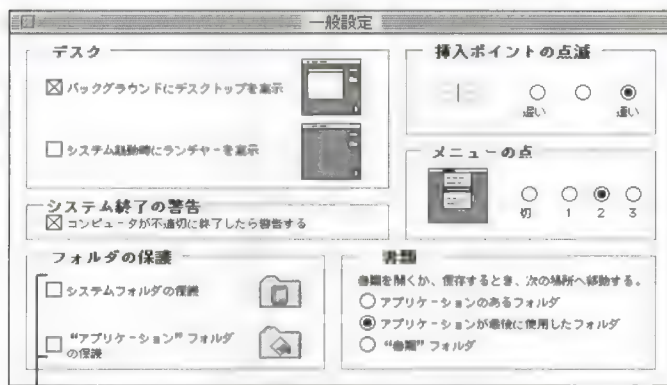 一般設定
デスク
バックグラウンドにデスクトップを表示
システム起動時にランチャーを表示
システム終了の警告
コンピュータが不適切に終了したら警告する
フォルダの保護
システムフォルダの保護
“アプリケーション” フォルダ
の保護
挿入ポイントの点滅
遅い
速い
メニューの点
切 1 2 3
書類
書類を開くか、保存するとき、次の場所へ移動する。
アプリケーションのあるフォルダ
アプリケーションが最後に使用したフォルダ
“書類” フォルダ